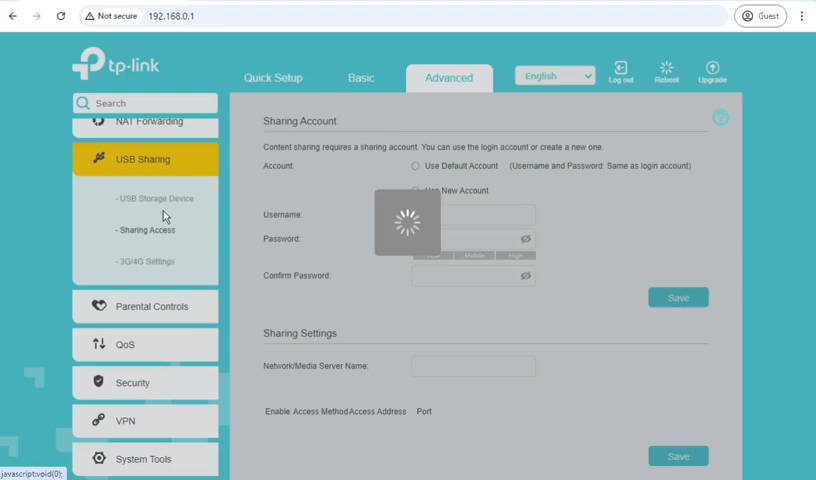 Not secure
192.168.0.1
Guest
tp-link
Quick Setup
Basic
Advanced
English
Log out
Reboot
Upgrade
Search
NAT Forwarding
USB Sharing
- USB Storage Device
- Sharing Access
- 3G/4G Settings
Parental Controls
QoS
Security
VPN
System Tools
Sharing Account
Content sharing requires a sharing account. You can use the login account or create a new one.
Account:
Use Default Account (Username and Password: Same as login account)
Use New Account
Username:
Password:
Low Middle High
Confirm Password:
Save
Sharing Settings
Network/Media Server Name:
Enable Access Method Access Address Port
Save
javascript:void(0);